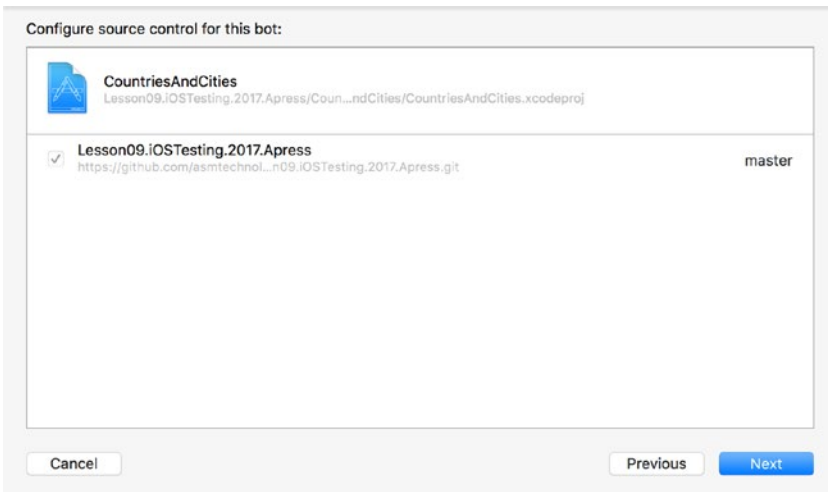 Configure source control for this bot:
CountriesAndCities
Lesson09.iOSTesting.2017.Apress/Coun...ndCities/CountriesAndCities.xcodeproj
Lesson09.iOSTesting.2017.Apress
https://github.com/asmtechnol...n09.iOSTesting.2017.Apress.git
master
Cancel
Previous
Next